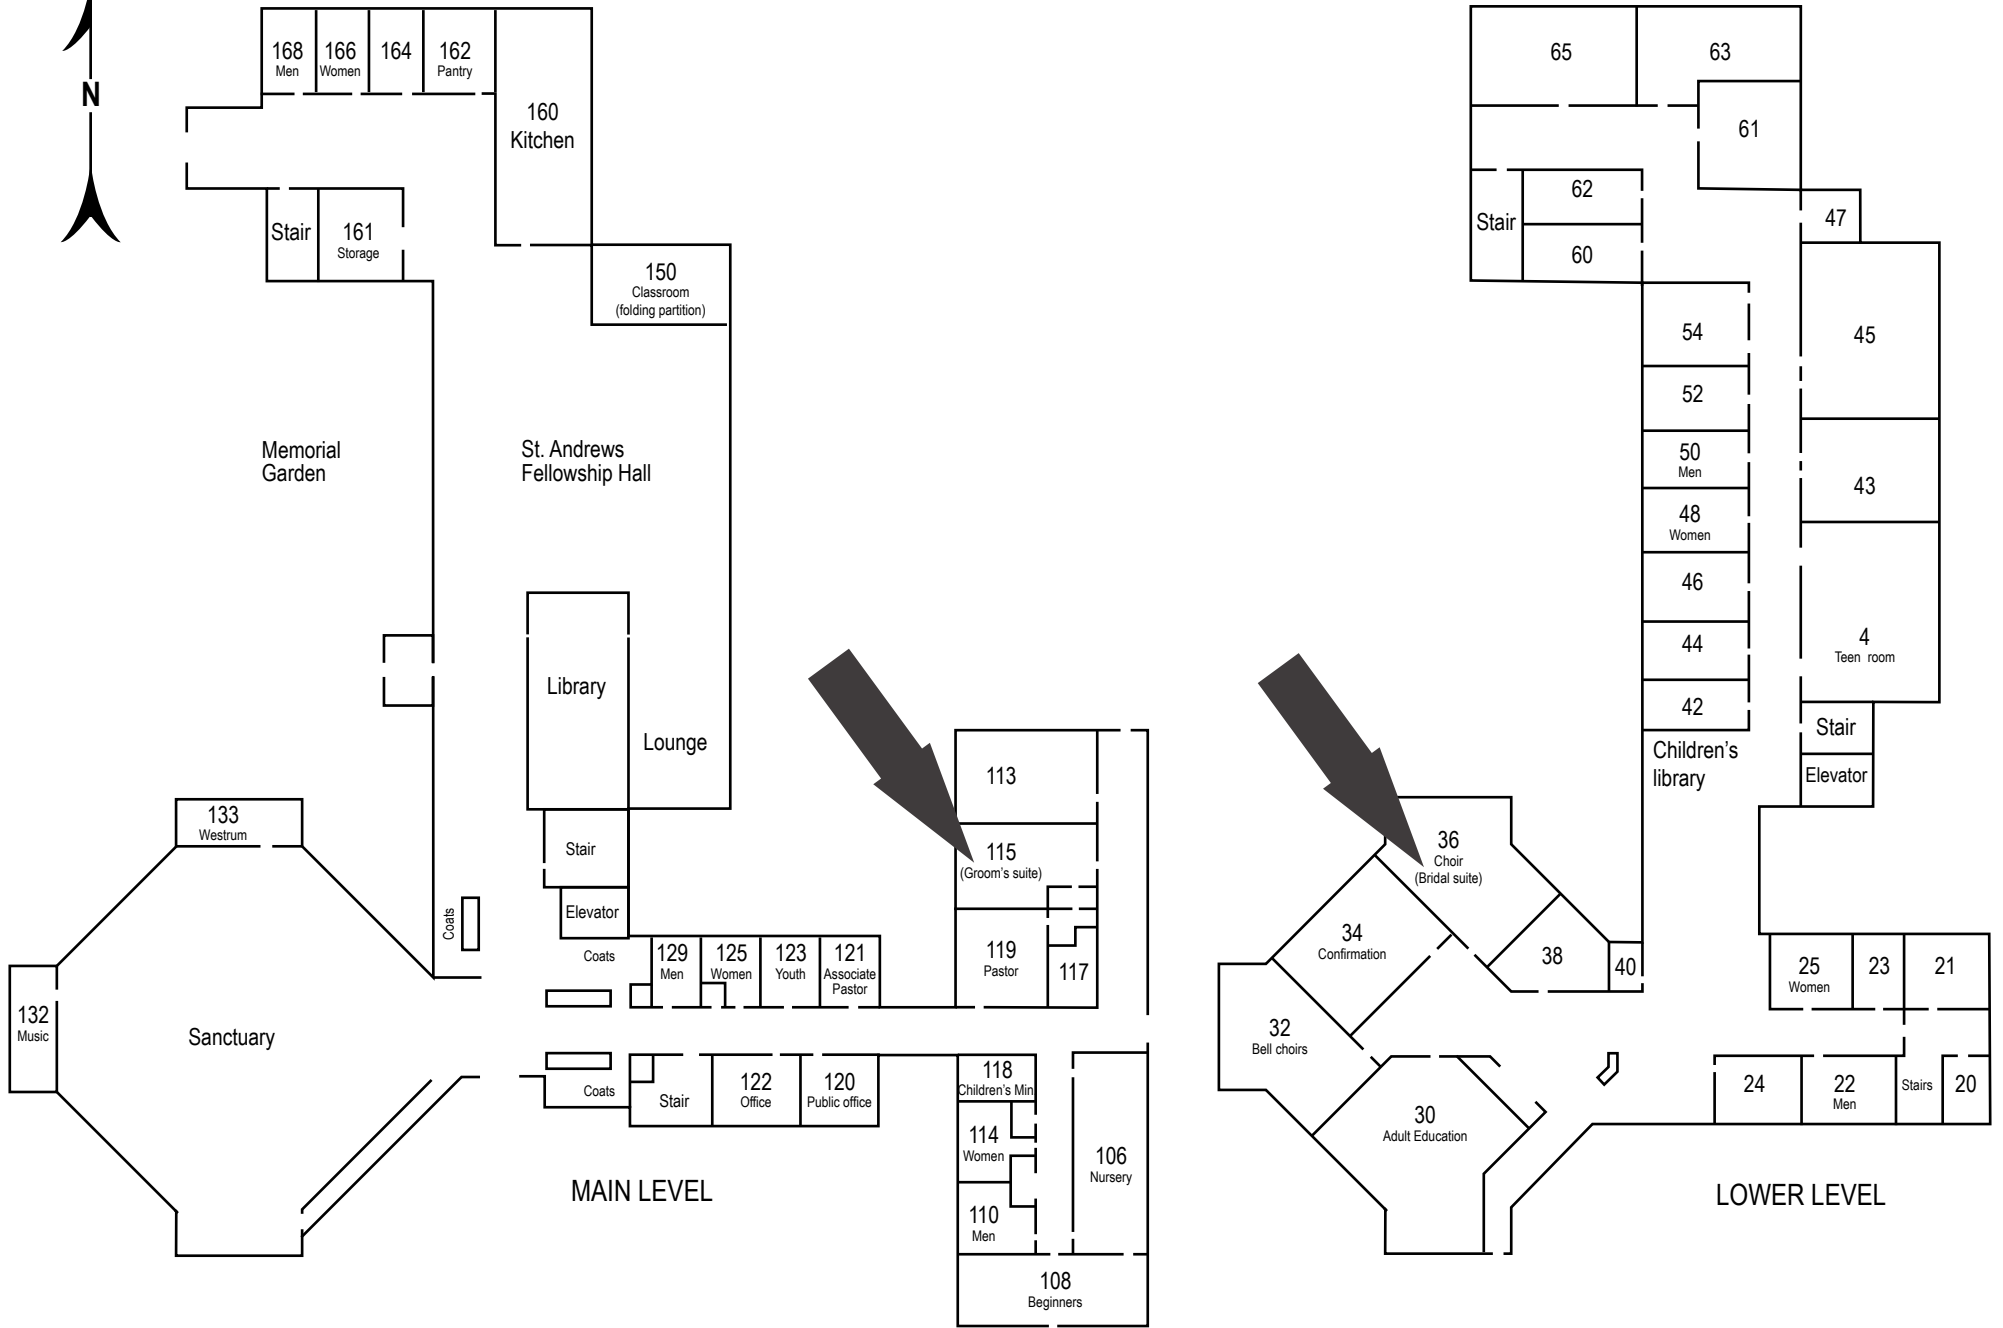 N
168
Men
166
Women
164
162
Pantry
160
Kitchen
Stair
161
Storage
150
Classroom
(folding partition)
Memorial
Garden
St. Andrews
Fellowship Hall
Library
Lounge
133
Westrum
Stair
Elevator
Coats
Coats
129
Men
125
Women
123
Youth
121
Associate
Pastor
113
115
(Groom's suite)
119
Pastor
117
132
Music
Sanctuary
Coats
Stair
122
Office
120
Public office
118
Children's Min
114
Women
110
Men
106
Nursery
108
Beginners
MAIN LEVEL
65
63
61
62
60
Stair
47
54
45
52
50
Men
43
48
Women
46
44
4
Teen room
42
Stair
Children's
library
Elevator
36
Choir
(Bridal suite)
34
Confirmation
38
40
25
Women
23
21
32
Bell choirs
30
Adult Education
24
22
Men
Stairs
20
LOWER LEVEL